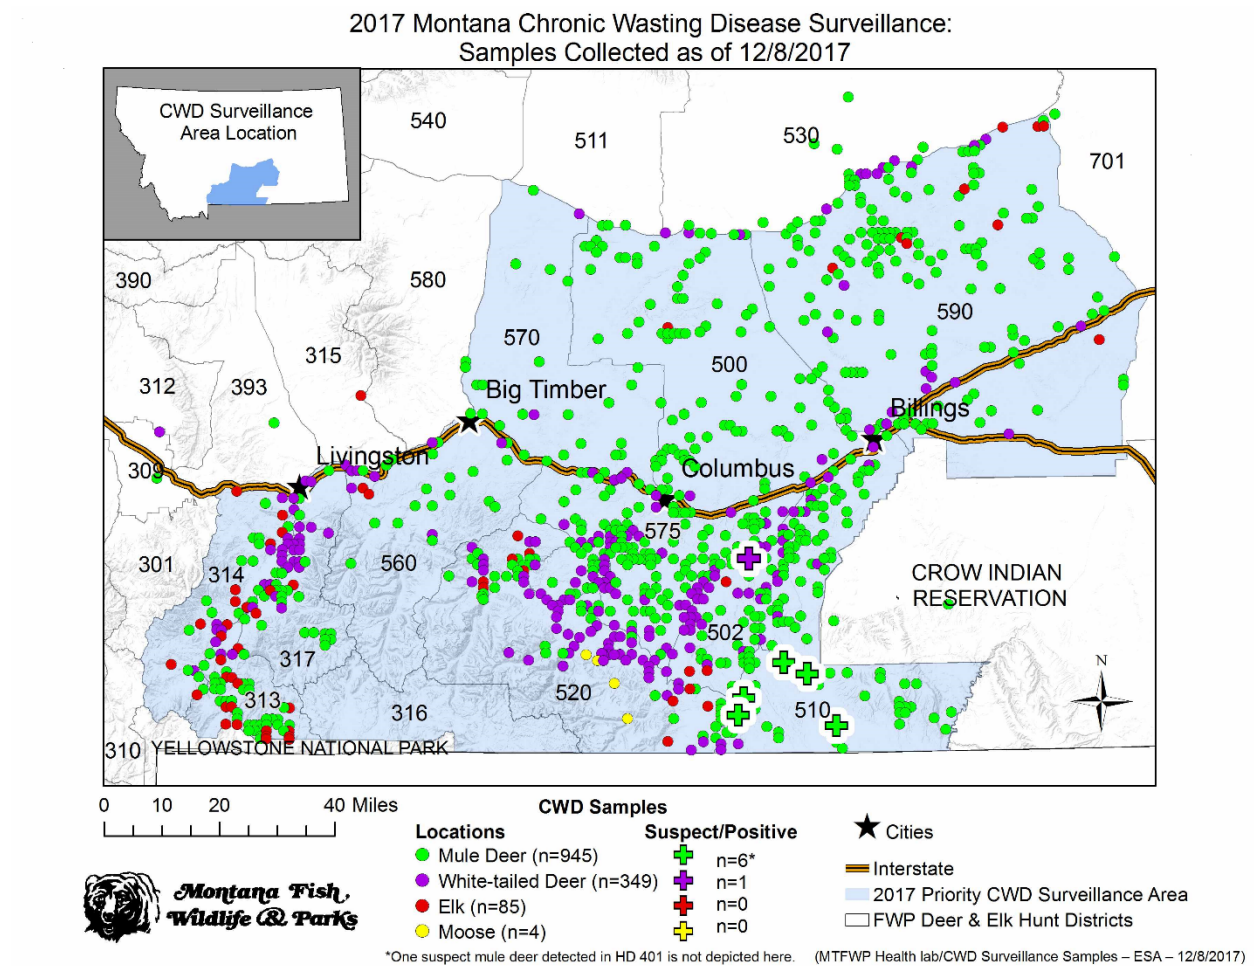 2017 Montana Chronic Wasting Disease Surveillance:
Samples Collected as of 12/8/2017
CWD Surveillance
Area Location
540
511
530
701
390
580
570
590
315
500
312
393
Big Timber
Billings
Livingston
309
Columbus
575
301
314
560
CROW INDIAN
RESERVATION
502
317
N
520
313
316
510
310
YELLOWSTONE NATIONAL PARK
0 10 20 40 Miles
CWD Samples
Locations
Mule Deer (n=945)
White-tailed Deer (n=349)
Elk (n=85)
Moose (n=4)
Suspect/Positive
n=6*
n=1
n=0
n=0
Cities
Interstate
2017 Priority CWD Surveillance Area
FWP Deer & Elk Hunt Districts
Montana Fish,
Wildlife & Parks
*One suspect mule deer detected in HD 401 is not depicted here.
(MTFWP Health lab/CWD Surveillance Samples – ESA – 12/8/2017)